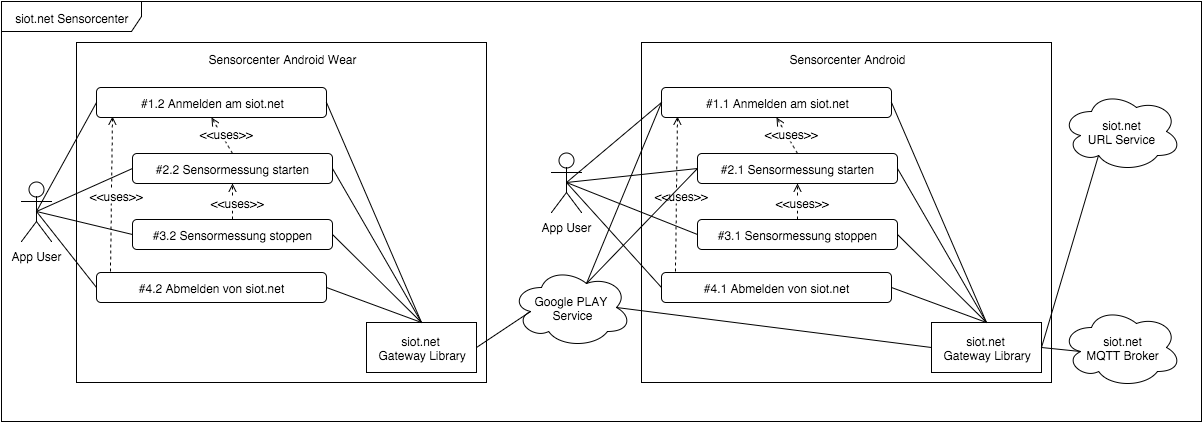 siot.net Sensorcenter
Sensorcenter Android Wear
#1.2 Anmelden am siot.net
<<uses>>
#2.2 Sensormessung starten
<<uses>>
<<uses>>
#3.2 Sensormessung stoppen
#4.2 Abmelden von siot.net
App User
siot.net
Gateway Library
Google PLAY
Service
Sensorcenter Android
#1.1 Anmelden am siot.net
<<uses>>
#2.1 Sensormessung starten
<<uses>>
<<uses>>
#3.1 Sensormessung stoppen
#4.1 Abmelden von siot.net
App User
siot.net
Gateway Library
siot.net
URL Service
siot.net
MQTT Broker